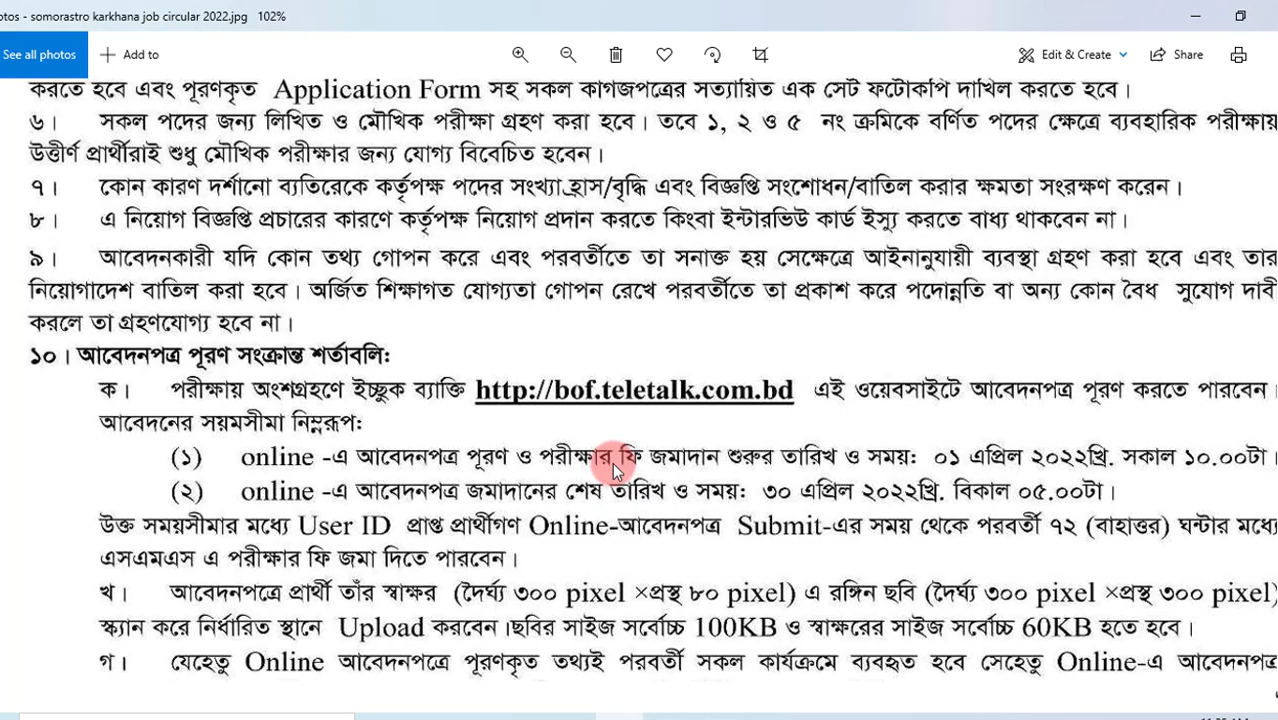 otos - somorastro karkhana job circular 2022.jpg 102%
See all photos Add to Edit & Create Share
করতে হবে এবং পূরণকৃত Application Form সহ সকল কাগজপত্রের সত্যায়িত এক সেট ফটোকপি দাখিল করতে হবে।
৬। সকল পদের জন্য লিখিত ও মৌখিক পরীক্ষা গ্রহণ করা হবে। তবে ১, ২ ও ৫ নং ক্রমিকে বর্ণিত পদের ক্ষেত্রে ব্যবহারিক পরীক্ষায়
উত্তীর্ণ প্রার্থীরাই শুধু মৌখিক পরীক্ষার জন্য যোগ্য বিবেচিত হবেন।
৭। কোন কারণ দর্শানো ব্যতিরেকে কর্তৃপক্ষ পদের সংখ্যা হ্রাস/বৃদ্ধি এবং বিজ্ঞপ্তি সংশোধন/বাতিল করার ক্ষমতা সংরক্ষণ করেন।
৮। এ নিয়োগ বিজ্ঞপ্তি প্রচারের কারণে কর্তৃপক্ষ নিয়োগ প্রদান করতে কিংবা ইন্টারভিউ কার্ড ইস্যু করতে বাধ্য থাকবেন না।
৯। আবেদনকারী যদি কোন তথ্য গোপন করে এবং পরবর্তীতে তা সনাক্ত হয় সেক্ষেত্রে আইনানুযায়ী ব্যবস্থা গ্রহণ করা হবে এবং তার
নিয়োগাদেশ বাতিল করা হবে। অর্জিত শিক্ষাগত যোগ্যতা গোপন রেখে পরবর্তীতে তা প্রকাশ করে পদোন্নতি বা অন্য কোন বৈধ সুযোগ দাবী
করলে তা গ্রহণযোগ্য হবে না।
১০। আবেদনপত্র পূরণ সংক্রান্ত শর্তাবলি:
ক। পরীক্ষায় অংশগ্রহণে ইচ্ছুক ব্যাক্তি http://bof.teletalk.com.bd এই ওয়েবসাইটে আবেদনপত্র পূরণ করতে পারবেন।
আবেদনের সয়মসীমা নিম্নরূপ:
(১) online -এ আবেদনপত্র পূরণ ও পরীক্ষার ফি জমাদান শুরুর তারিখ ও সময়: ০১ এপ্রিল ২০২২খ্রি. সকাল ১০.০০টা।
(২) online -এ আবেদনপত্র জমাদানের শেষ তারিখ ও সময়: ৩০ এপ্রিল ২০২২খ্রি. বিকাল ০৫.০০টা।
উক্ত সময়সীমার মধ্যে User ID প্রাপ্ত প্রার্থীগণ Online-আবেদনপত্র Submit-এর সময় থেকে পরবর্তী ৭২ (বাহাত্তর) ঘন্টার মধ্যে
এসএমএস এ পরীক্ষার ফি জমা দিতে পারবেন।
খ। আবেদনপত্রে প্রার্থী তাঁর স্বাক্ষর (দৈর্ঘ্য ৩০০ pixel ×প্রস্থ ৮০ pixel) এ রঙ্গিন ছবি (দৈর্ঘ্য ৩০০ pixel ×প্রস্থ ৩০০ pixel)
স্ক্যান করে নির্ধারিত স্থানে Upload করবেন।ছবির সাইজ সর্বোচ্চ 100KB ও স্বাক্ষরের সাইজ সর্বোচ্চ 60KB হতে হবে।
গ। যেহেতু Online আবেদনপত্রে পূরণকৃত তথ্যই পরবর্তী সকল কার্যক্রমে ব্যবহৃত হবে সেহেতু Online-এ আবেদনপত্র